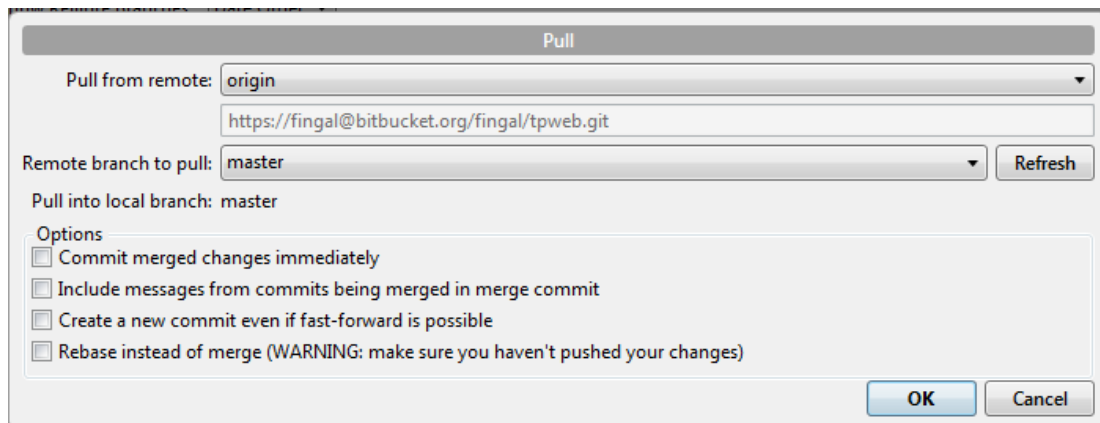 Pull
Pull from remote: origin
https://fingal@bitbucket.org/fingal/tpweb.git
Remote branch to pull: master Refresh
Pull into local branch: master
Options
Commit merged changes immediately
Include messages from commits being merged in merge commit
Create a new commit even if fast-forward is possible
Rebase instead of merge (WARNING: make sure you haven't pushed your changes)
OK Cancel